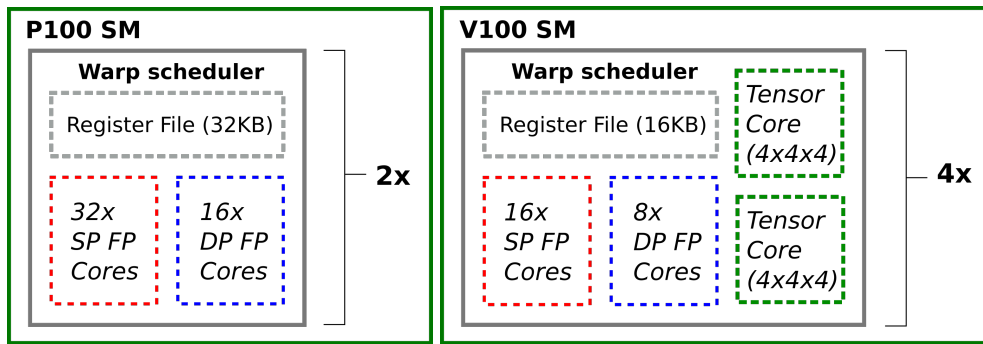 P100 SM
Warp scheduler
Register File (32KB)
32x
SP FP
Cores
16x
DP FP
Cores
2x
V100 SM
Warp scheduler
Register File (16KB)
16x
SP FP
Cores
8x
DP FP
Cores
Tensor
Core
(4x4x4)
Tensor
Core
(4x4x4)
4x